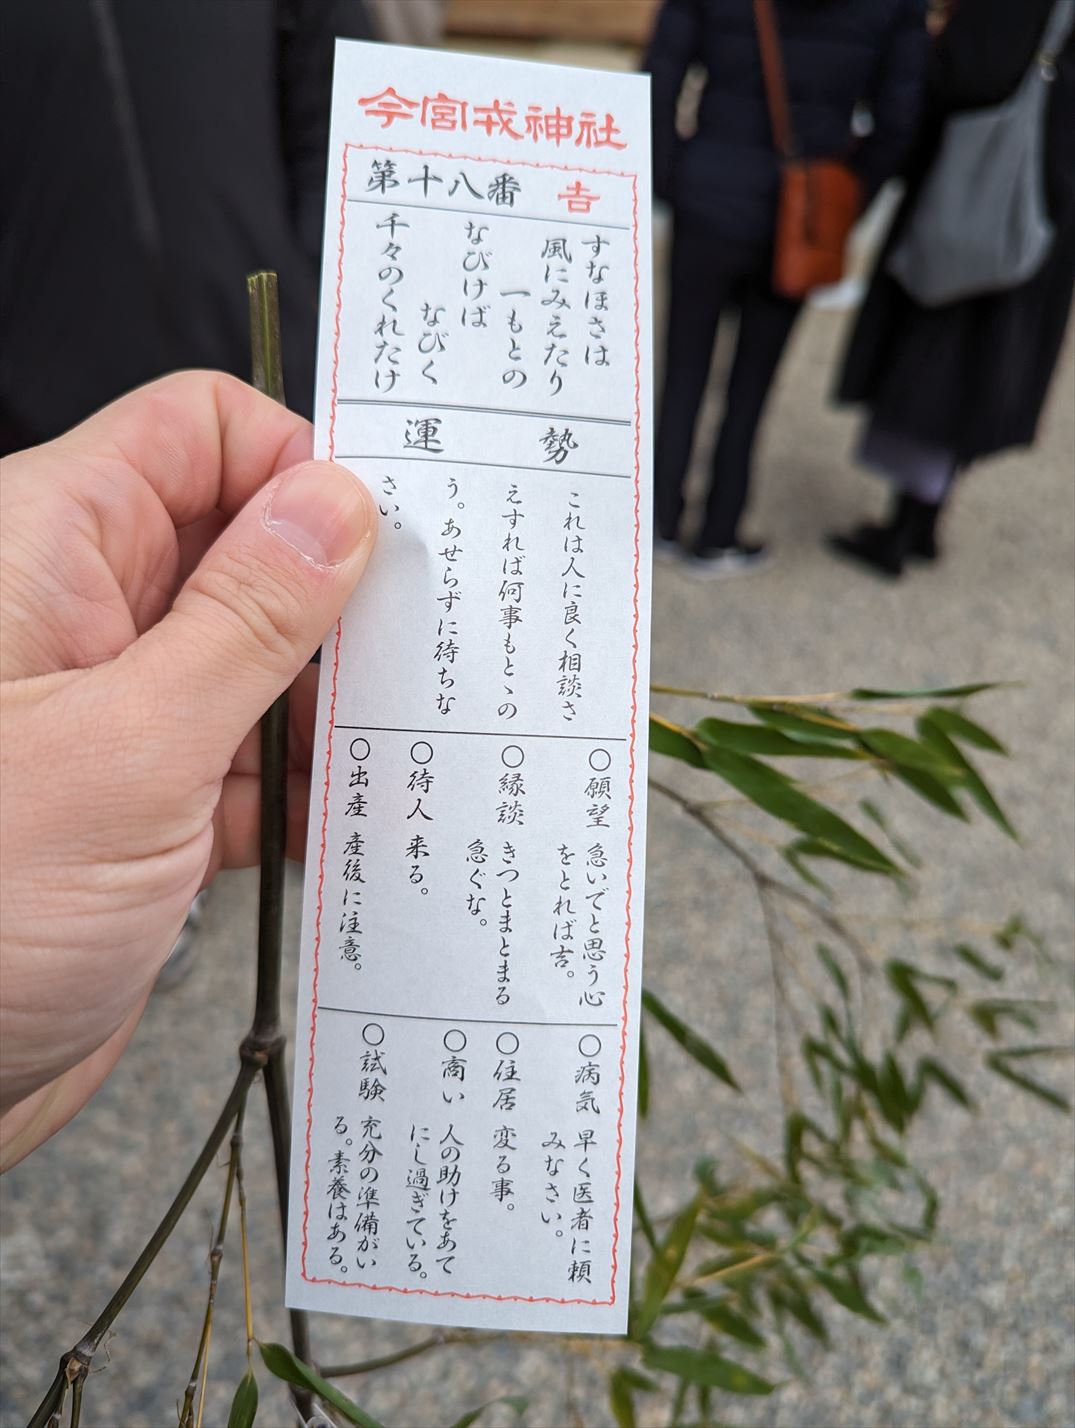 今宮戎神社
第十八番 吉
すなほさは
風にみえたり
一もとの
なびけば
なびく
千々のくれたけ
運勢
これは人に良く相談さ
えすれば何事もとゝの
う。あせらずに待ちな
さい。
〇願望 急いでと思う心
をとれば吉。
〇縁談 きつとまとまる
急ぐな。
〇待人 来る。
〇出産 産後に注意。
〇病気 早く医者に頼
みなさい。
〇住居 変る事。
〇商い 人の助けをあて
にし過ぎている。
〇試験 充分の準備がい
る。素養はある。